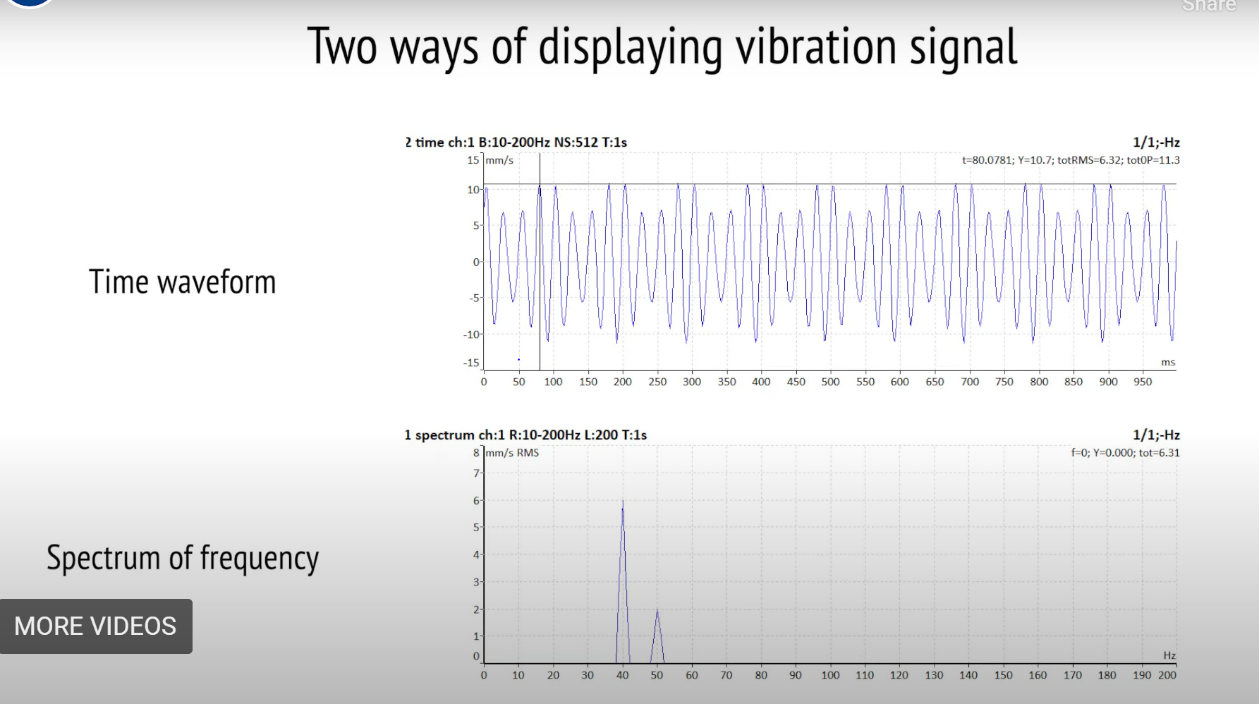 Share
Two ways of displaying vibration signal
2 time ch:1 B:10-200Hz NS:512 T:1s
1/1;-Hz
15 mm/s
t=80.0781; Y=10.7; totRMS=6.32; tot0P=11.3
10
5
0
-5
-10
-15
ms
0 50 100 150 200 250 300 350 400 450 500 550 600 650 700 750 800 850 900 950
Time waveform
1 spectrum ch:1 R:10-200Hz L:200 T:1s
1/1;-Hz
8 mm/s RMS
f=0; Y=0.000; tot=6.31
7
6
5
4
3
2
1
0
Hz
0 10 20 30 40 50 60 70 80 90 100 110 120 130 140 150 160 170 180 190 200
Spectrum of frequency
MORE VIDEOS